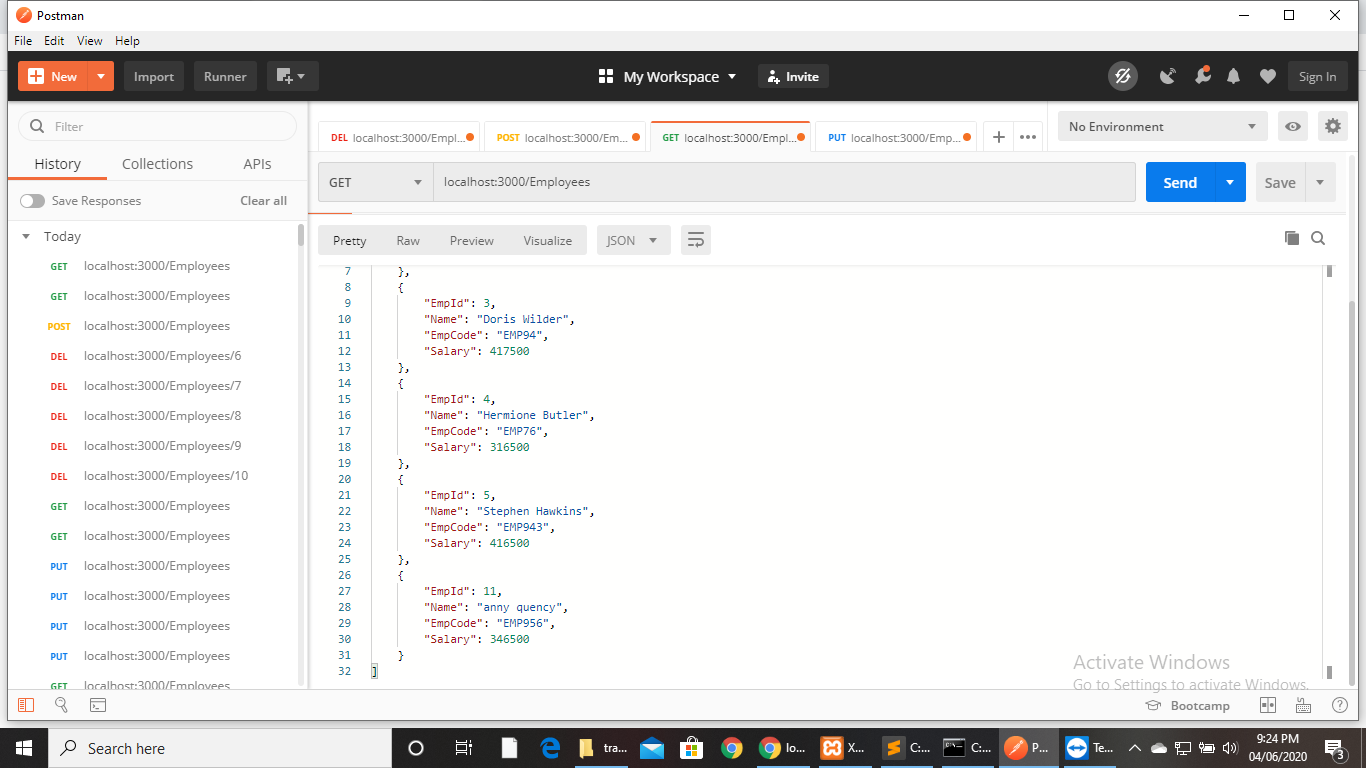 Postman
File Edit View Help
New Import Runner My Workspace Invite Sign In
Filter
History Collections APIs
Save Responses Clear all
Today
GET localhost:3000/Employees
GET localhost:3000/Employees
POST localhost:3000/Employees
DEL localhost:3000/Employees/6
DEL localhost:3000/Employees/7
DEL localhost:3000/Employees/8
DEL localhost:3000/Employees/9
DEL localhost:3000/Employees/10
GET localhost:3000/Employees
GET localhost:3000/Employees
PUT localhost:3000/Employees
PUT localhost:3000/Employees
PUT localhost:3000/Employees
PUT localhost:3000/Employees
GET localhost:3000/Employees
DEL localhost:3000/Empl... POST localhost:3000/Em... GET localhost:3000/Empl... PUT localhost:3000/Emp... No Environment
GET localhost:3000/Employees Send Save
Pretty Raw Preview Visualize JSON
7 },
8 {
9 "EmpId": 3,
10 "Name": "Doris Wilder",
11 "EmpCode": "EMP94",
12 "Salary": 417500
13 },
14 {
15 "EmpId": 4,
16 "Name": "Hermione Butler",
17 "EmpCode": "EMP76",
18 "Salary": 316500
19 },
20 {
21 "EmpId": 5,
22 "Name": "Stephen Hawkins",
23 "EmpCode": "EMP943",
24 "Salary": 416500
25 },
26 {
27 "EmpId": 11,
28 "Name": "anny quency",
29 "EmpCode": "EMP956",
30 "Salary": 346500
31 }
32 ]
Activate Windows
Go to Settings to activate Windows.
Bootcamp
Search here
tra...
lo...
X...
C:...
C:...
P...
Te...
9:24 PM
04/06/2020
3